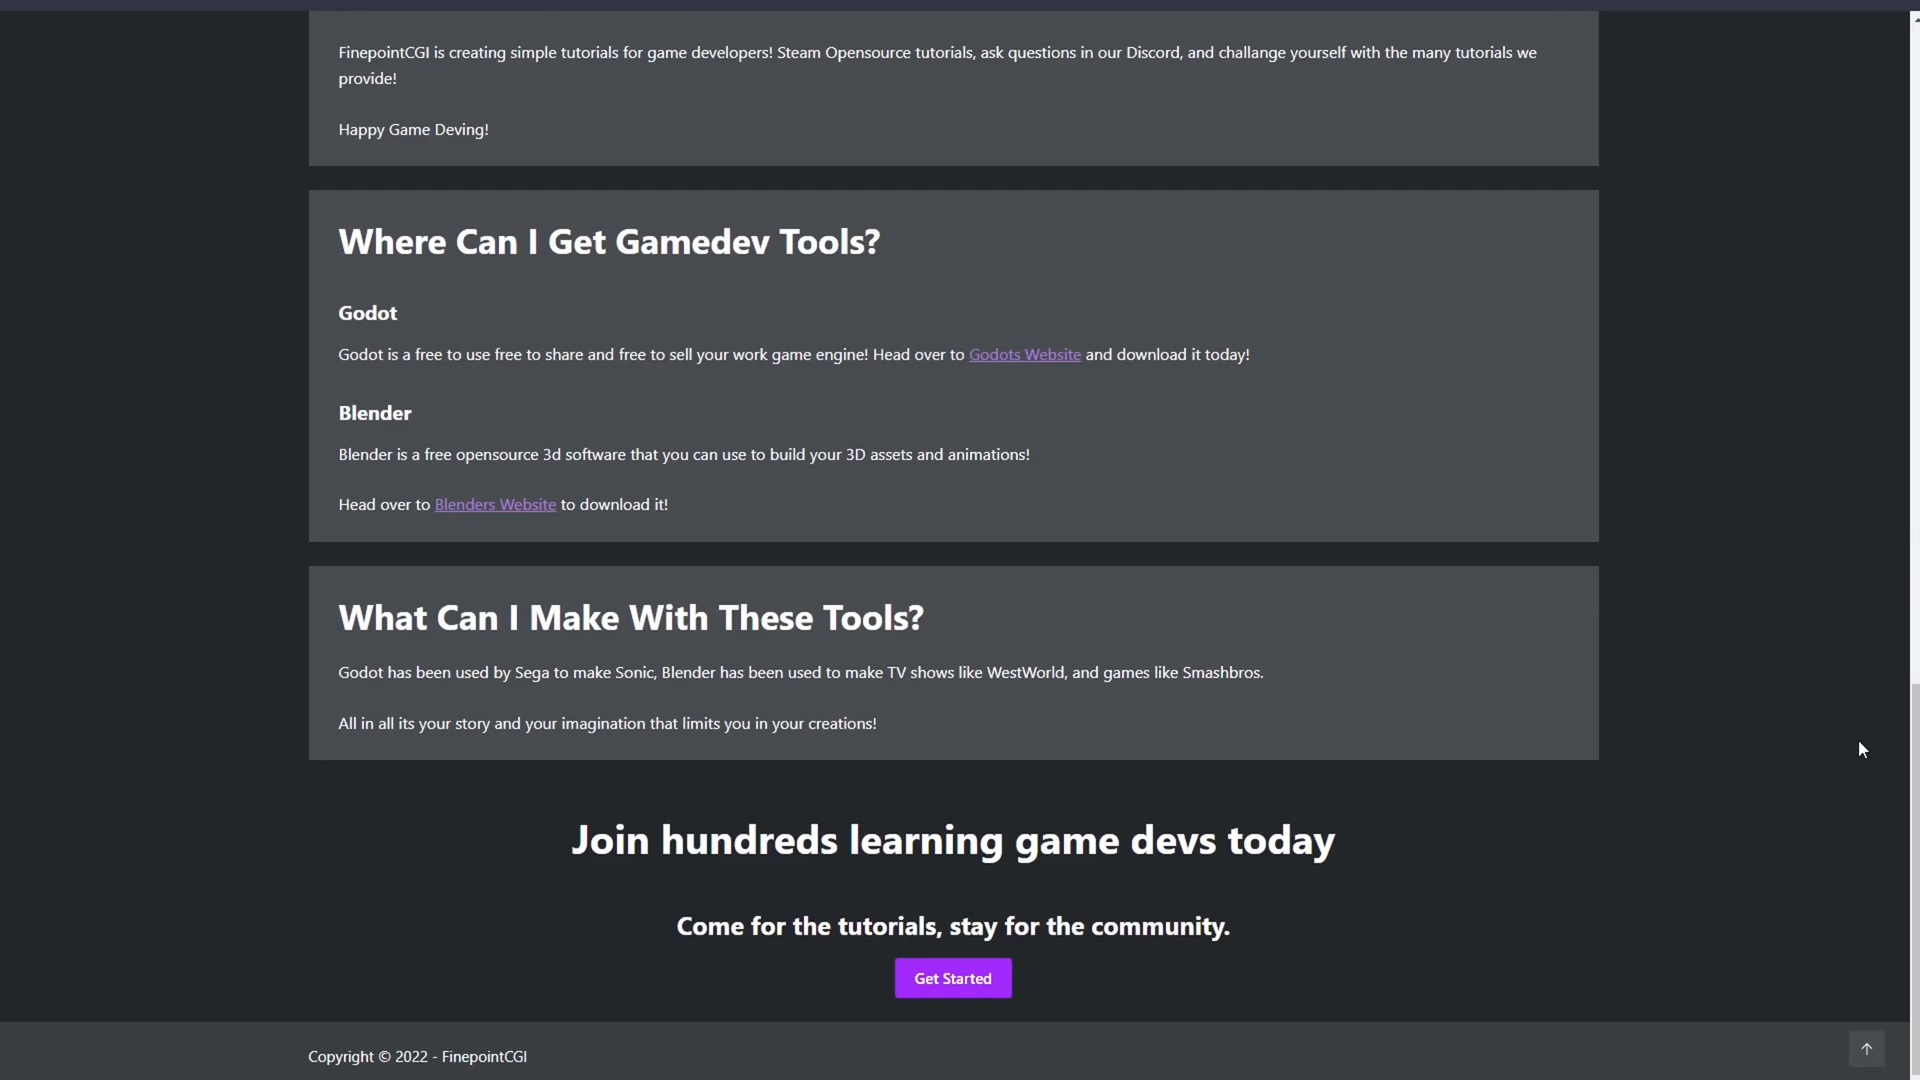 FinepointCGI is creating simple tutorials for game developers! Steam Opensource tutorials, ask questions in our Discord, and challange yourself with the many tutorials we
provide!
Happy Game Deving!
Where Can I Get Gamedev Tools?
Godot
Godot is a free to use free to share and free to sell your work game engine! Head over to Godots Website and download it today!
Blender
Blender is a free opensource 3d software that you can use to build your 3D assets and animations!
Head over to Blenders Website to download it!
What Can I Make With These Tools?
Godot has been used by Sega to make Sonic, Blender has been used to make TV shows like WestWorld, and games like Smashbros.
All in all its your story and your imagination that limits you in your creations!
Join hundreds learning game devs today
Come for the tutorials, stay for the community.
Get Started
Copyright © 2022 - FinepointCGI